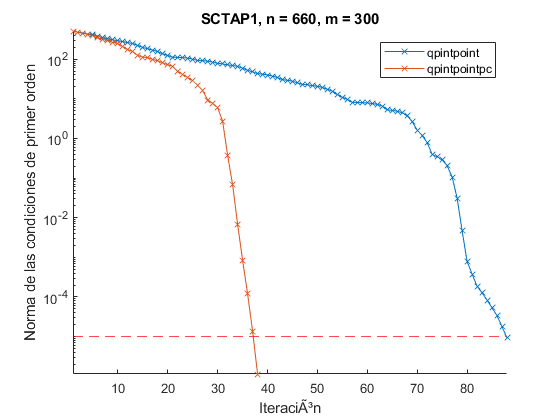 SCTAP1, n = 660, m = 300
qpintpoint
qpintpointpc
Norma de las condiciones de primer orden
10^2
10^0
10^-2
10^-4
10 20 30 40 50 60 70 80
IteraciÃ³n